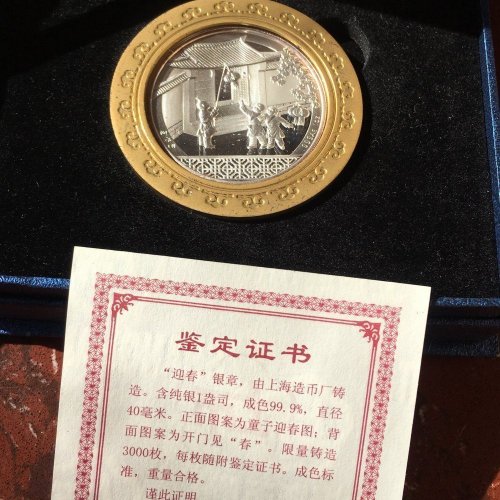 鉴定证书
“迎春”银章，由上海造币厂铸
造。含纯银1盎司，成色99.9%，直径
40毫米。正面图案为童子迎春图；背
面图案为开门见“春”。限量铸造
3000枚，每枚随附鉴定证书。成色标
准，重量合格。
谨此证明